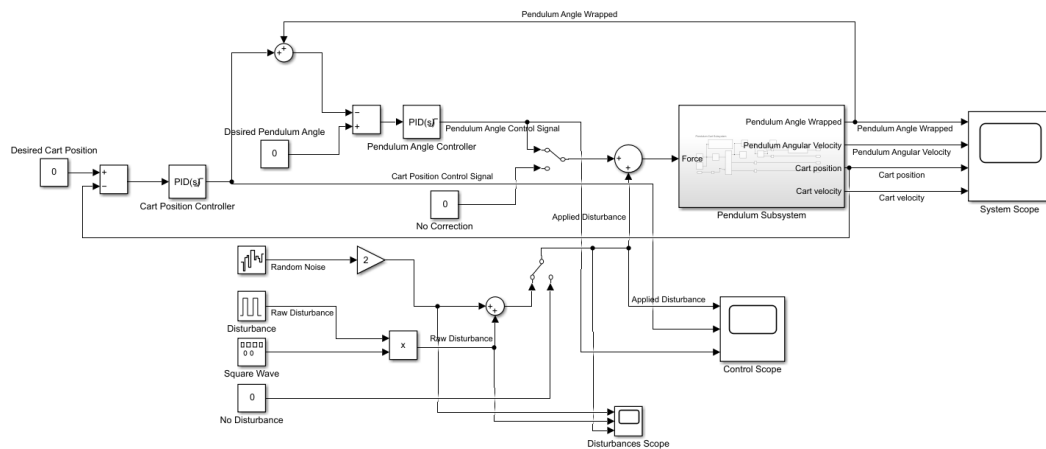 Pendulum Angle Wrapped
Desired Pendulum Angle
0
PID(s)
Pendulum Angle Control Signal
Pendulum Angle Controller
Desired Cart Position
0
PID(s)
Cart Position Controller
Cart Position Control Signal
0
No Correction
Applied Disturbance
Force
Pendulum Angle Wrapped
Pendulum Angular Velocity
Cart position
Cart velocity
Pendulum Subsystem
Pendulum Angle Wrapped
Pendulum Angular Velocity
Cart position
Cart velocity
System Scope
Random Noise
2
Disturbance
Raw Disturbance
x
Raw Disturbance
Square Wave
0
No Disturbance
Applied Disturbance
Control Scope
Disturbances Scope